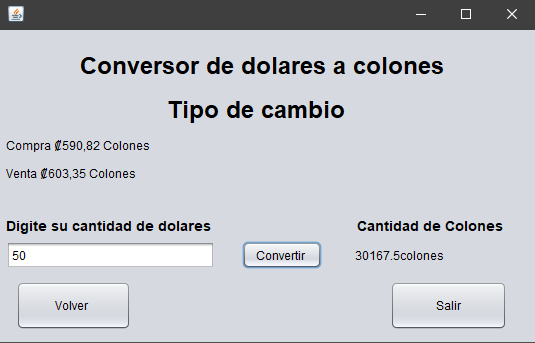 Conversor de dolares a colones
Tipo de cambio
Compra ₡590,82 Colones
Venta ₡603,35 Colones
Digite su cantidad de dolares
Cantidad de Colones
50
Convertir
30167.5colones
Volver
Salir